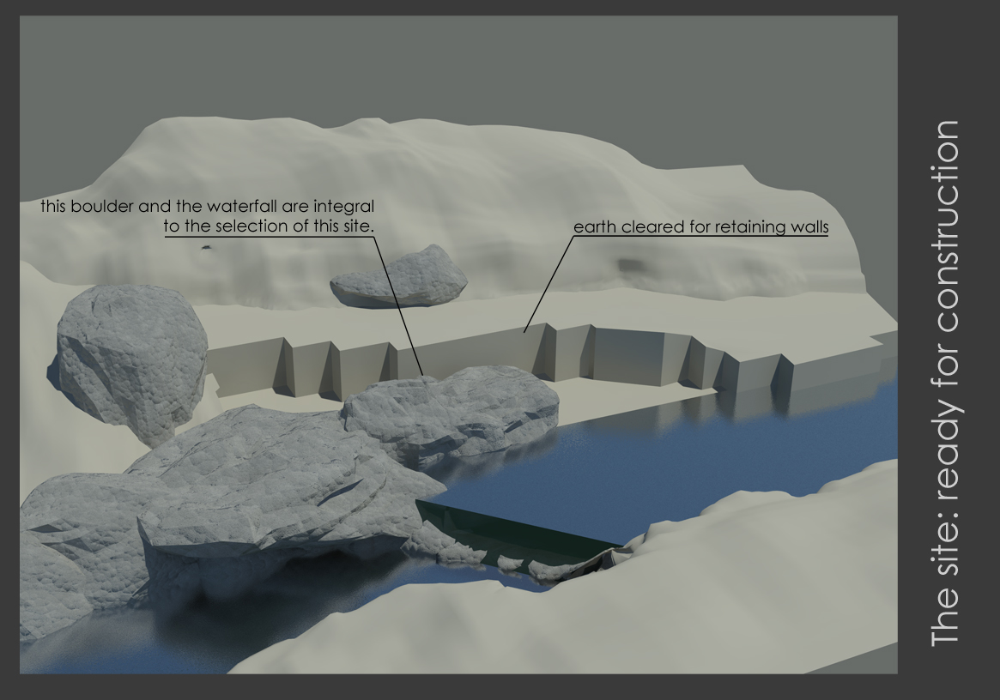 this boulder and the waterfall are integral
to the selection of this site.
earth cleared for retaining walls
The site: ready for construction